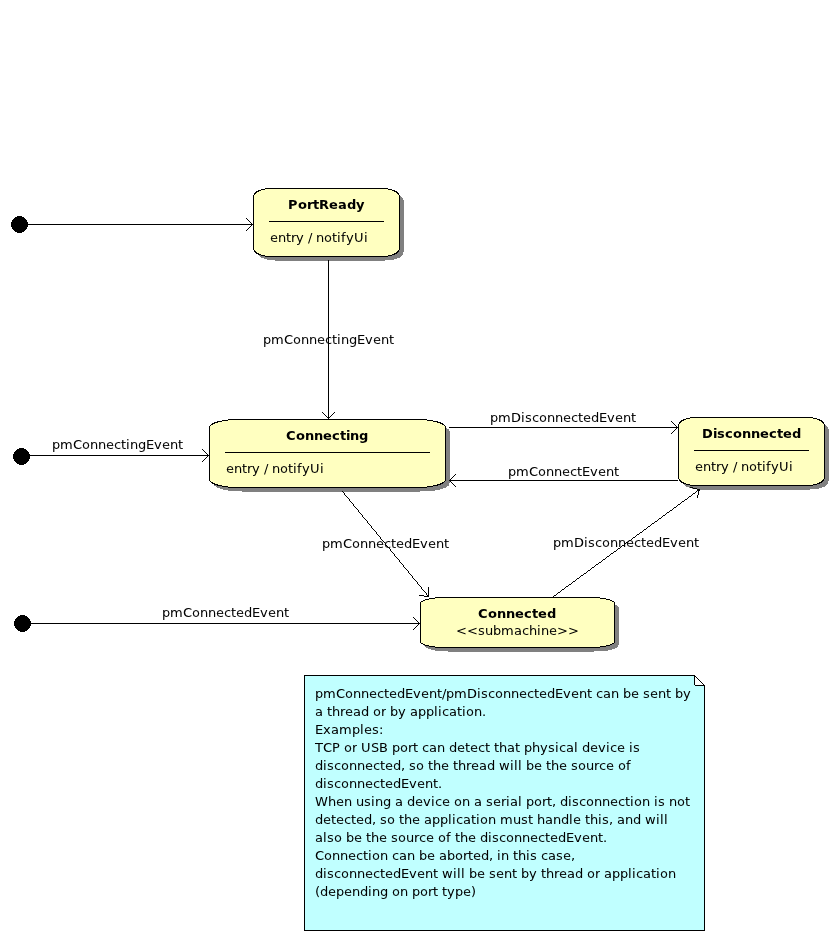 PortReady
entry / notifyUi
pmConnectingEvent
pmDisconnectedEvent
Connecting
Disconnected
pmConnectingEvent
entry / notifyUi
entry / notifyUi
pmConnectEvent
pmConnectedEvent
pmDisconnectedEvent
pmConnectedEvent
Connected
<<submachine>>
pmConnectedEvent/pmDisconnectedEvent can be sent by
a thread or by application.
Examples:
TCP or USB port can detect that physical device is
disconnected, so the thread will be the source of
disconnectedEvent.
When using a device on a serial port, disconnection is not
detected, so the application must handle this, and will
also be the source of the disconnectedEvent.
Connection can be aborted, in this case,
disconnectedEvent will be sent by thread or application
(depending on port type)